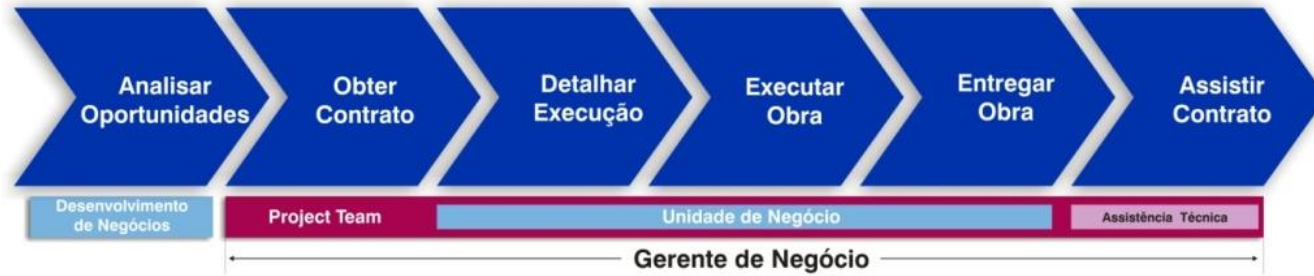 Analisar
Oportunidades
Obter
Contrato
Detalhar
Execução
Executar
Obra
Entregar
Obra
Assistir
Contrato
Desenvolvimento
de Negócios
Project Team
Unidade de Negócio
Assistência Técnica
Gerente de Negócio